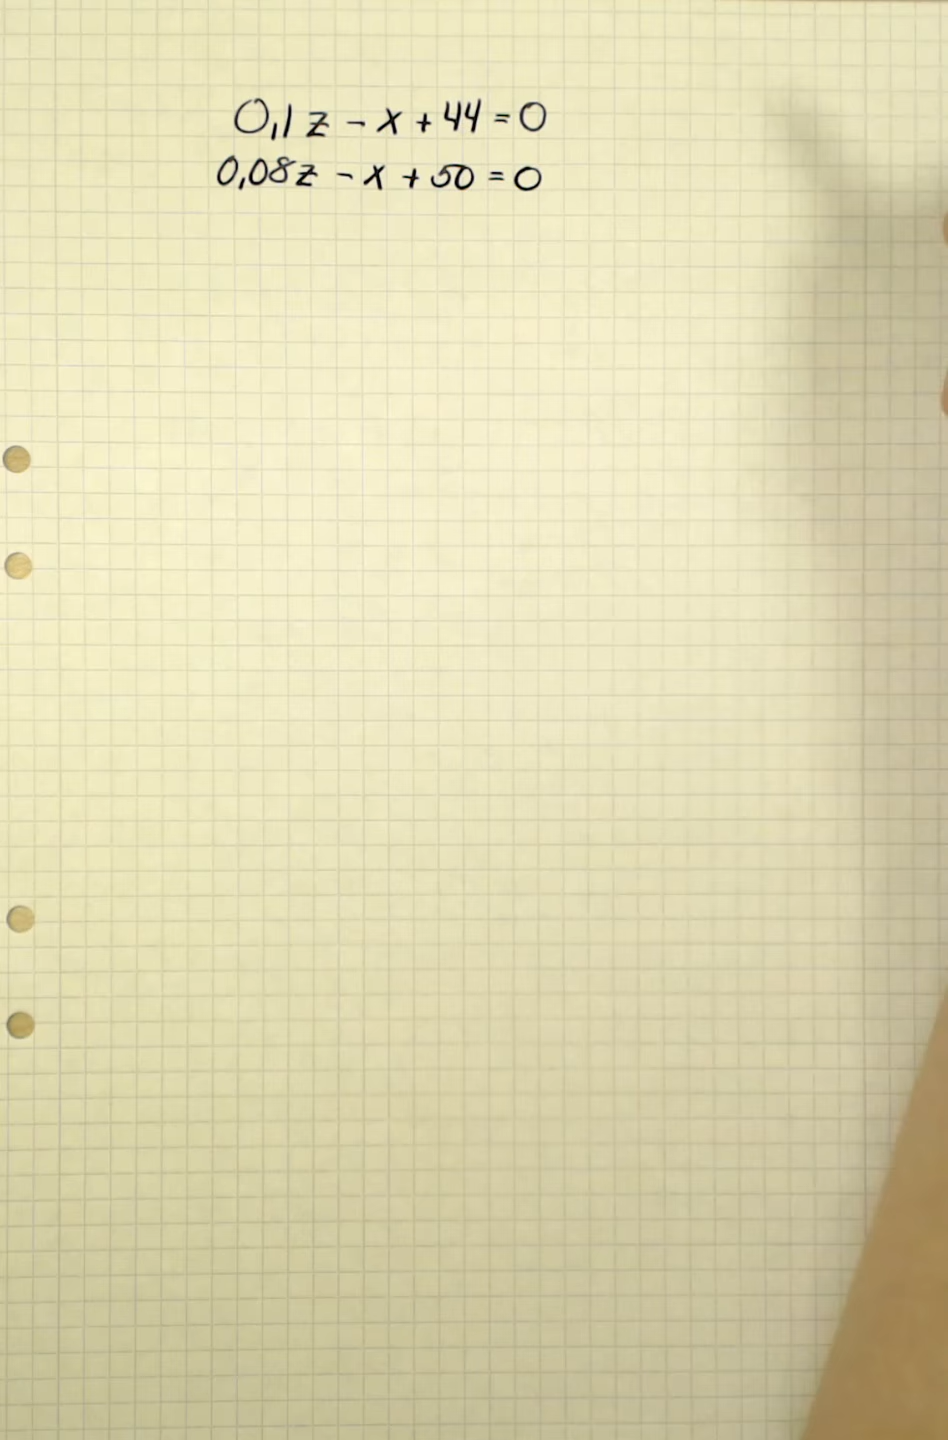 0,1z - x + 44 = 0
0,08z - x + 50 = 0